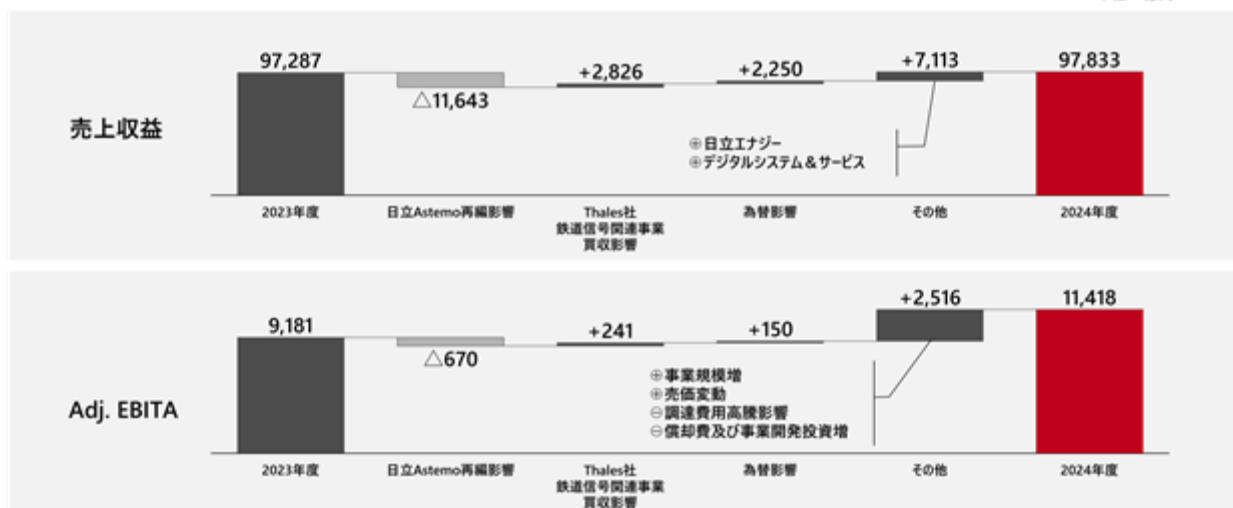 97,287
△11,643
+2,826
+2,250
+7,113
97,833
売上収益
⊕日立エナジー
⊕デジタルシステム&サービス
2023年度
日立Astemo再編影響
Thales社
鉄道信号関連事業
買収影響
為替影響
その他
2024年度
9,181
△670
+241
+150
+2,516
11,418
Adj. EBITA
⊕事業規模増
⊕売価変動
⊖調達費用高騰影響
⊖償却費及び事業開発投資増
2023年度
日立Astemo再編影響
Thales社
鉄道信号関連事業
買収影響
為替影響
その他
2024年度